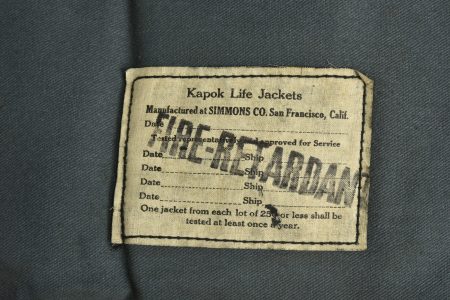 Kapok Life Jackets
Manufactured at SIMMONS CO. San Francisco, Calif.
Date
Tested approved for Service
FIRE-RETARDAN
Date Ship
Date Ship
Date Ship
Date Ship
One jacket from each lot of 250 or less shall be
tested at least once a year.